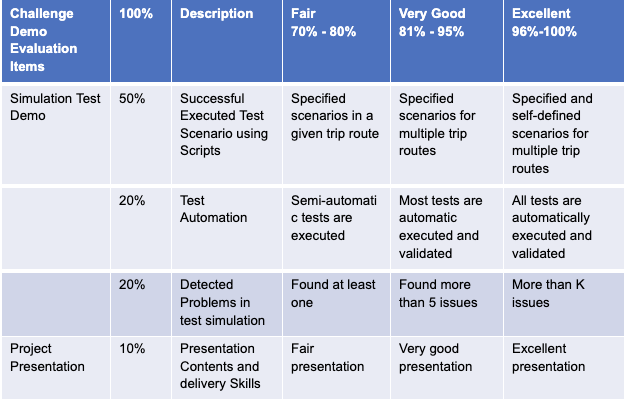 Challenge Demo Evaluation Items | 100% | Description | Fair 70% - 80% | Very Good 81% - 95% | Excellent 96%-100%
Simulation Test Demo | 50% | Successful Executed Test Scenario using Scripts | Specified scenarios in a given trip route | Specified scenarios for multiple trip routes | Specified and self-defined scenarios for multiple trip routes
20% | Test Automation | Semi-automatic tests are executed | Most tests are automatic executed and validated | All tests are automatically executed and validated
20% | Detected Problems in test simulation | Found at least one | Found more than 5 issues | More than K issues
Project Presentation | 10% | Presentation Contents and delivery Skills | Fair presentation | Very good presentation | Excellent presentation